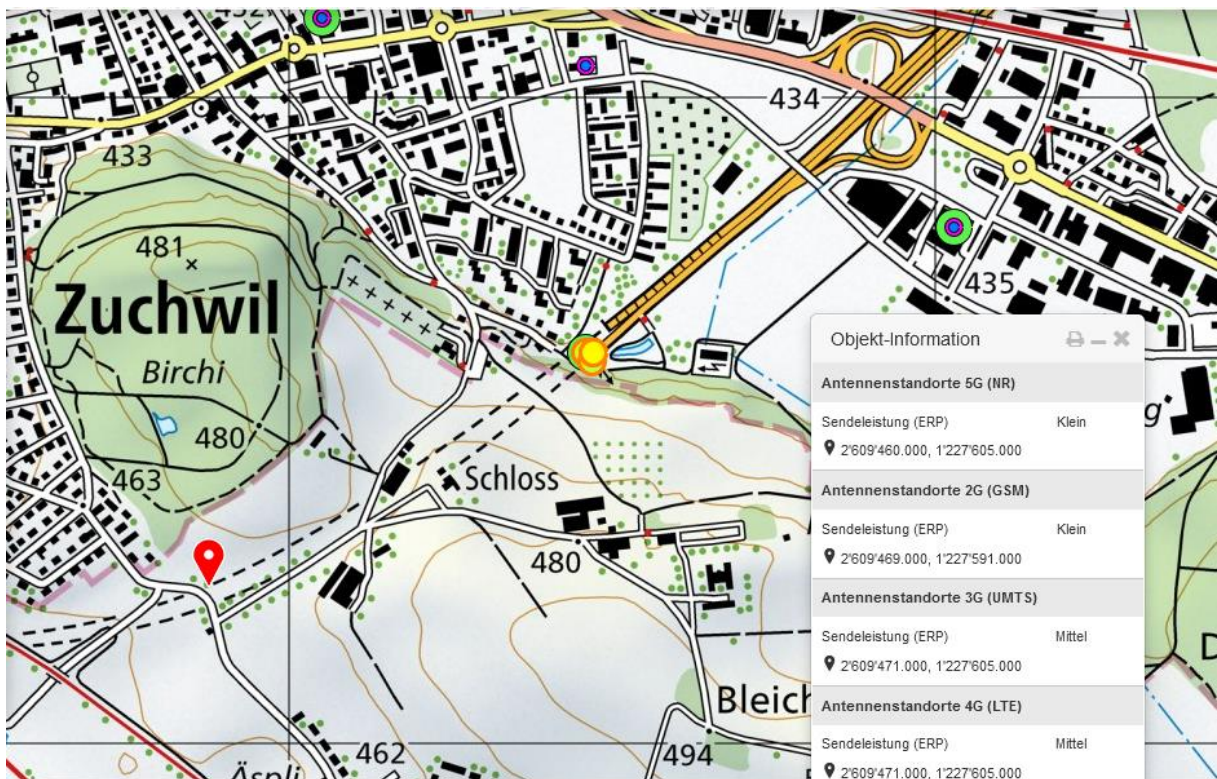 434
433
481
Zuchwil
Birchi
480
463
435
Schloss
480
Bleich
462
494
Äspli
Objekt-Information
Antennenstandorte 5G (NR)
Sendeleistung (ERP) Klein
2'609'460.000, 1'227'605.000
Antennenstandorte 2G (GSM)
Sendeleistung (ERP) Klein
2'609'469.000, 1'227'591.000
Antennenstandorte 3G (UMTS)
Sendeleistung (ERP) Mittel
2'609'471.000, 1'227'605.000
Antennenstandorte 4G (LTE)
Sendeleistung (ERP) Mittel
2'609'471.000, 1'227'605.000
g
D